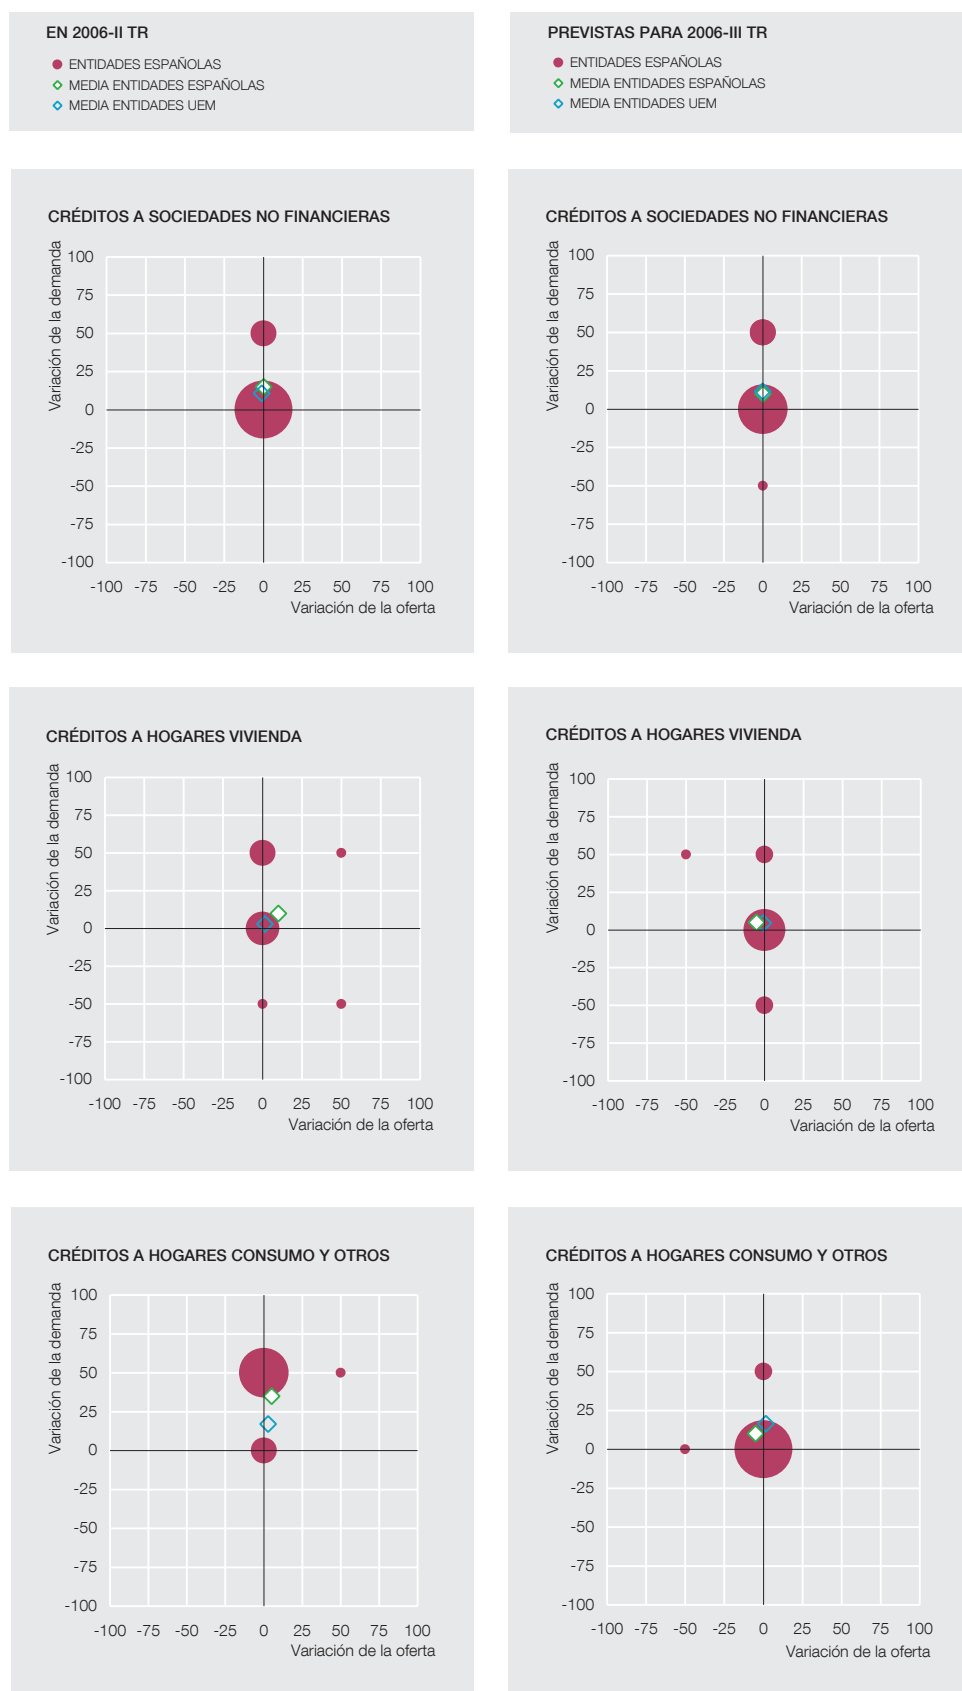 EN 2006-II TR
ENTIDADES ESPAÑOLAS
MEDIA ENTIDADES ESPAÑOLAS
MEDIA ENTIDADES UEM
PREVISTAS PARA 2006-III TR
ENTIDADES ESPAÑOLAS
MEDIA ENTIDADES ESPAÑOLAS
MEDIA ENTIDADES UEM
CRÉDITOS A SOCIEDADES NO FINANCIERAS
Variación de la demanda
100
75
50
25
0
-25
-50
-75
-100
-100 -75 -50 -25 0 25 50 75 100
Variación de la oferta
CRÉDITOS A SOCIEDADES NO FINANCIERAS
Variación de la demanda
100
75
50
25
0
-25
-50
-75
-100
-100 -75 -50 -25 0 25 50 75 100
Variación de la oferta
CRÉDITOS A HOGARES VIVIENDA
Variación de la demanda
100
75
50
25
0
-25
-50
-75
-100
-100 -75 -50 -25 0 25 50 75 100
Variación de la oferta
CRÉDITOS A HOGARES VIVIENDA
Variación de la demanda
100
75
50
25
0
-25
-50
-75
-100
-100 -75 -50 -25 0 25 50 75 100
Variación de la oferta
CRÉDITOS A HOGARES CONSUMO Y OTROS
Variación de la demanda
100
75
50
25
0
-25
-50
-75
-100
-100 -75 -50 -25 0 25 50 75 100
Variación de la oferta
CRÉDITOS A HOGARES CONSUMO Y OTROS
Variación de la demanda
100
75
50
25
0
-25
-50
-75
-100
-100 -75 -50 -25 0 25 50 75 100
Variación de la oferta